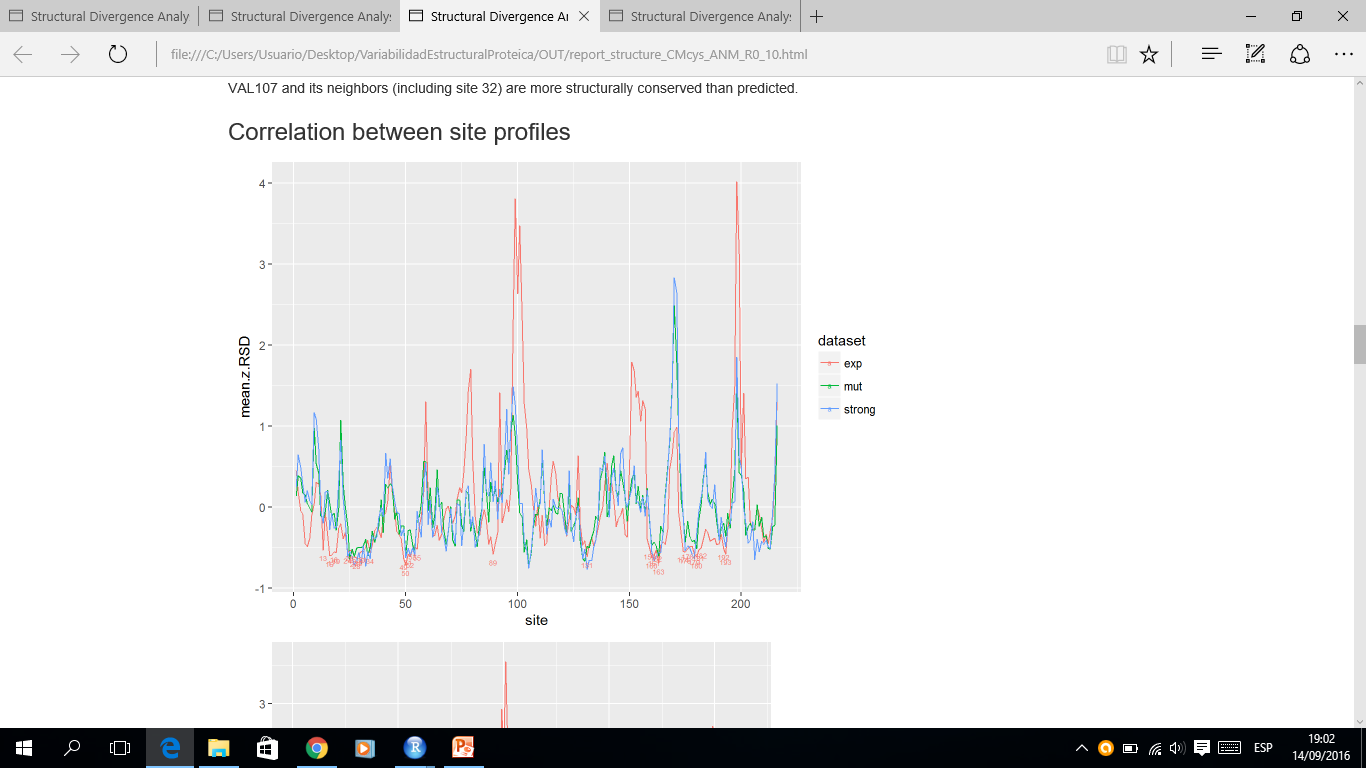 Structural Divergence Analy
Structural Divergence Analys
Structural Divergence Ar
Structural Divergence Analys
file:///C:/Users/Usuario/Desktop/VariabilidadEstructuralProteica/OUT/report_structure_CMcys_ANM_R0_10.html
VAL107 and its neighbors (including site 32) are more structurally conserved than predicted.
Correlation between site profiles
4
3
2
1
0
-1
mean.z.RSD
0 50 100 150 200
site
dataset
exp
mut
strong
89
163
3
ESP
19:02
14/09/2016